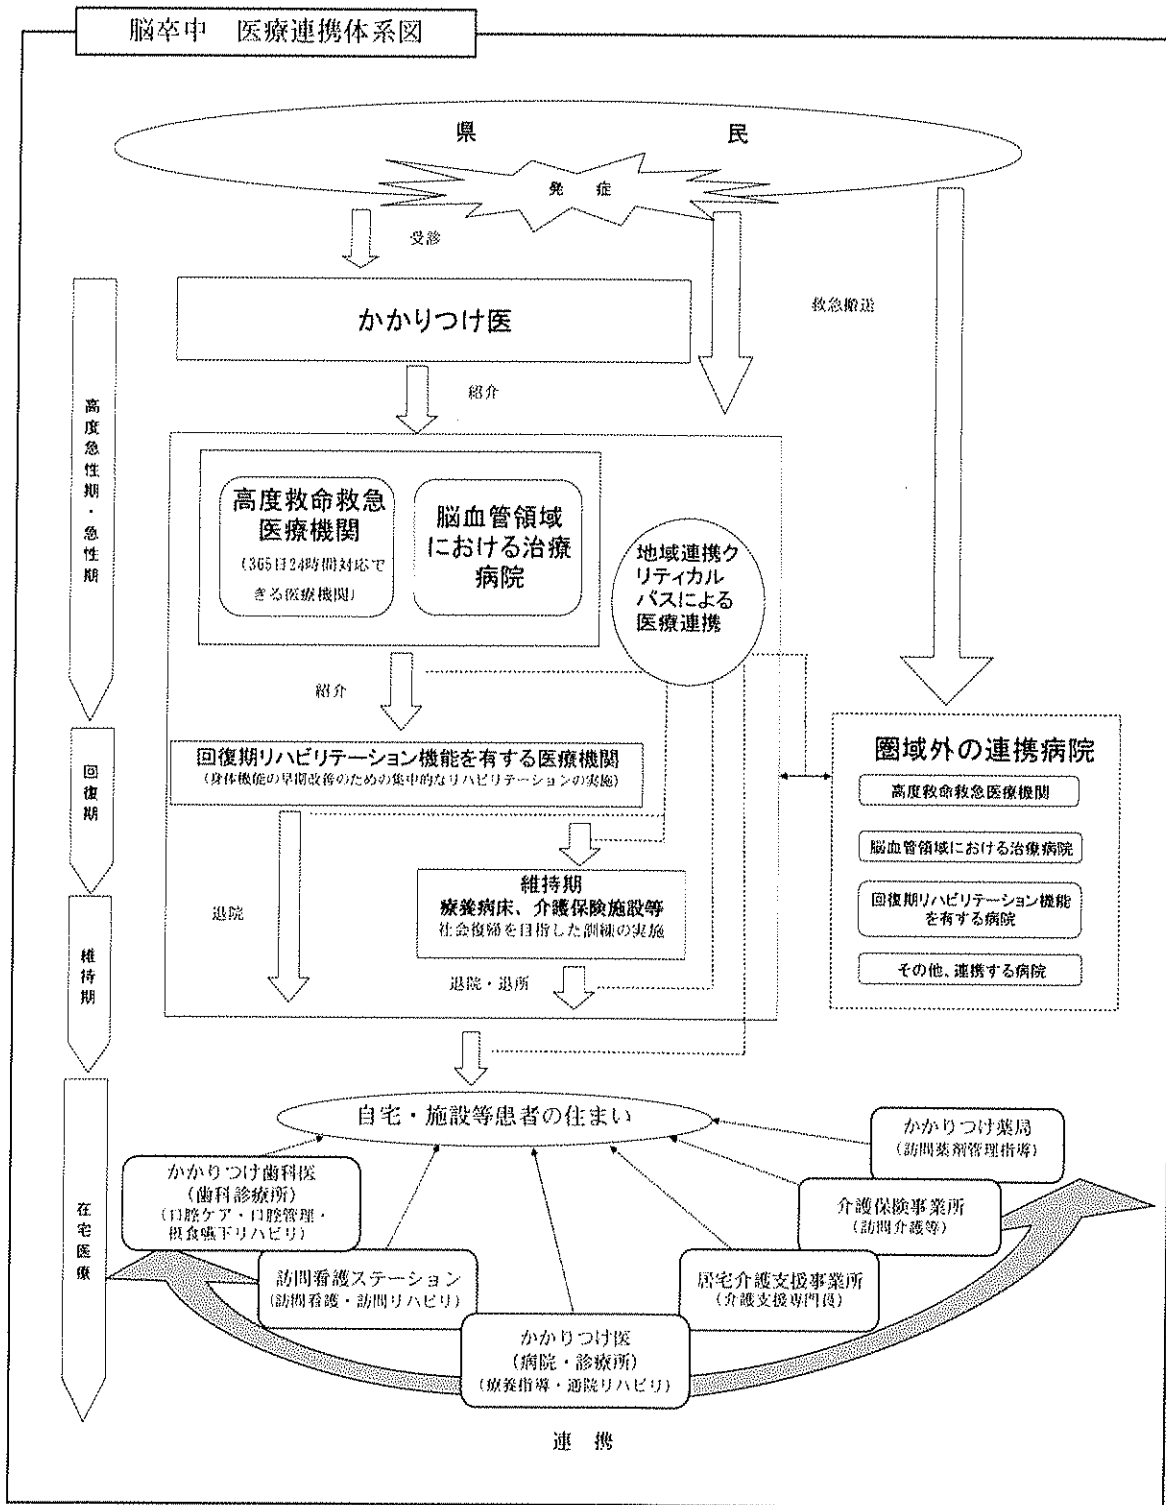 脳卒中　医療連携体系図
県　民
発　症
受診
救急搬送
かかりつけ医
紹介
高度急性期・急性期
高度救命救急
医療機関
（365日24時間対応で
きる医療機関）
脳血管領域
における治療
病院
地域連携ク
リティカル
パスによる
医療連携
紹介
回復期
回復期リハビリテーション機能を有する医療機関
（身体機能の早期改善のための集中的なリハビリテーションの実施）
圏域外の連携病院
高度救命救急医療機関
脳血管領域における治療病院
回復期リハビリテーション機能
を有する病院
その他、連携する病院
維持期
退院
維持期
療養病床、介護保険施設等
社会復帰を目指した訓練の実施
退院・退所
在宅医療
自宅・施設等患者の住まい
かかりつけ薬局
（訪問薬剤管理指導）
かかりつけ歯科医
（歯科診療所）
（口腔ケア・口腔管理・
摂食嚥下リハビリ）
介護保険事業所
（訪問介護等）
訪問看護ステーション
（訪問看護・訪問リハビリ）
居宅介護支援事業所
（介護支援専門員）
かかりつけ医
（病院・診療所）
（療養指導・通院リハビリ）
連　携